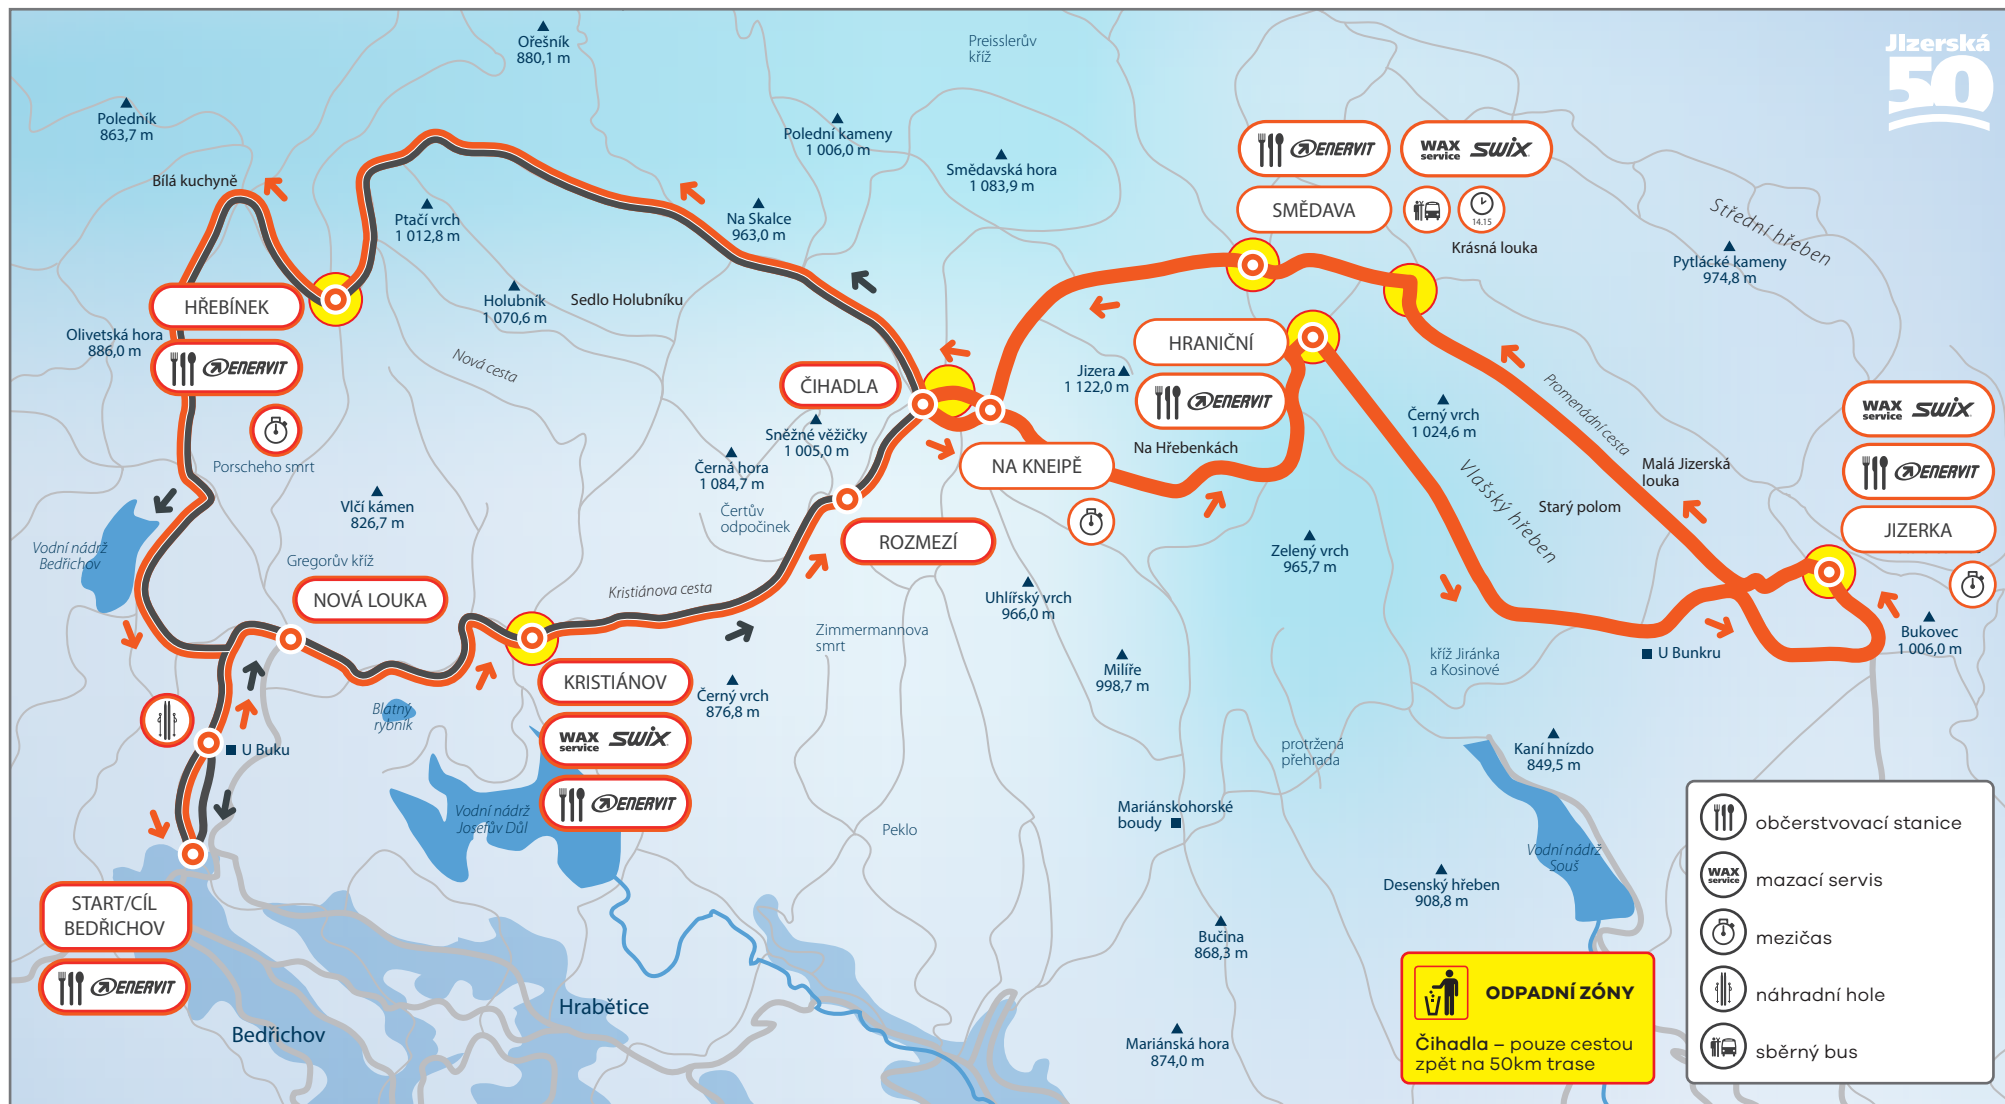 Jizerská
50
Ořešník
880,1 m
Preisslerův
kříž
Poledník
863,7 m
Polední kameny
1 006,0 m
Smědavská hora
1 083,9 m
ENERVIT
WAX
service
SWIX
SMĚDAVA
14.15
Krásná louka
Střední hřeben
Pytlácké kameny
974,8 m
Bílá kuchyně
Ptačí vrch
1 012,8 m
Na Skalce
963,0 m
HŘEBÍNEK
Olivetská hora
886,0 m
ENERVIT
Holubník
1 070,6 m
Sedlo Holubníku
Nová cesta
Porscheho smrt
ČIHADLA
Sněžné věžičky
1 005,0 m
Černá hora
1 084,7 m
Čertův
odpočinek
Jizera
1 122,0 m
HRANIČNÍ
ENERVIT
Na Hřebenkách
NA KNEIPĚ
Černý vrch
1 024,6 m
Promenádní cesta
Vlašský hřeben
Malá Jizerská
louka
Starý polom
WAX
service
SWIX
ENERVIT
JIZERKA
Vlčí kámen
826,7 m
Vodní nádrž
Bedřichov
Gregorův kříž
NOVÁ LOUKA
Kristiánova cesta
ROZMEZÍ
Zimmermannova
smrt
Uhlířský vrch
966,0 m
Zelený vrch
965,7 m
Milíře
998,7 m
kříž Jiránka
a Kosinové
U Bunkru
Bukovec
1 006,0 m
KRISTIÁNOV
WAX
service
SWIX
ENERVIT
Černý vrch
876,8 m
Blatný
rybník
U Buku
Vodní nádrž
Josefův Důl
Peklo
protržená
přehrada
Mariánskohorské
boudy
Kaní hnízdo
849,5 m
Vodní nádrž
Souš
Desenský hřeben
908,8 m
Bučina
868,3 m
Mariánská hora
874,0 m
START/CÍL
BEDŘICHOV
ENERVIT
Bedřichov
Hrabětice
ODPADNÍ ZÓNY
Čihadla – pouze cestou
zpět na 50km trase
občerstvovací stanice
WAX
service
mazací servis
mezičas
náhradní hole
sběrný bus